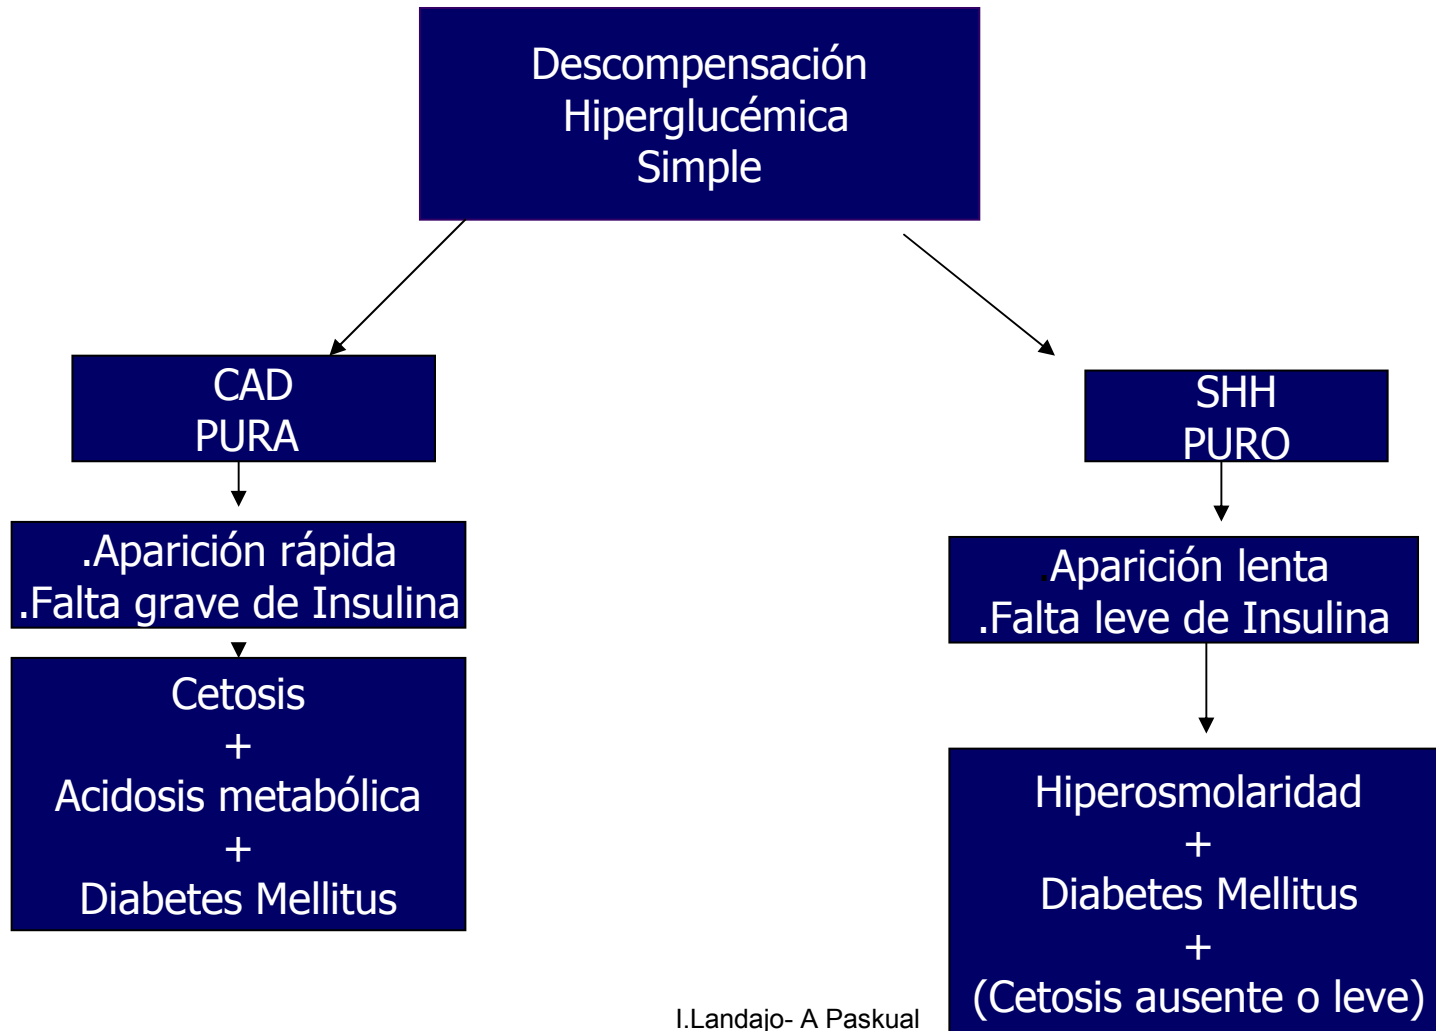 Descompensación
Hiperglucémica
Simple
CAD
PURA
.Aparición rápida
.Falta grave de Insulina
Cetosis
+
Acidosis metabólica
+
Diabetes Mellitus
SHH
PURO
.Aparición lenta
.Falta leve de Insulina
Hiperosmolaridad
+
Diabetes Mellitus
+
(Cetosis ausente o leve)
I.Landajo- A Paskual